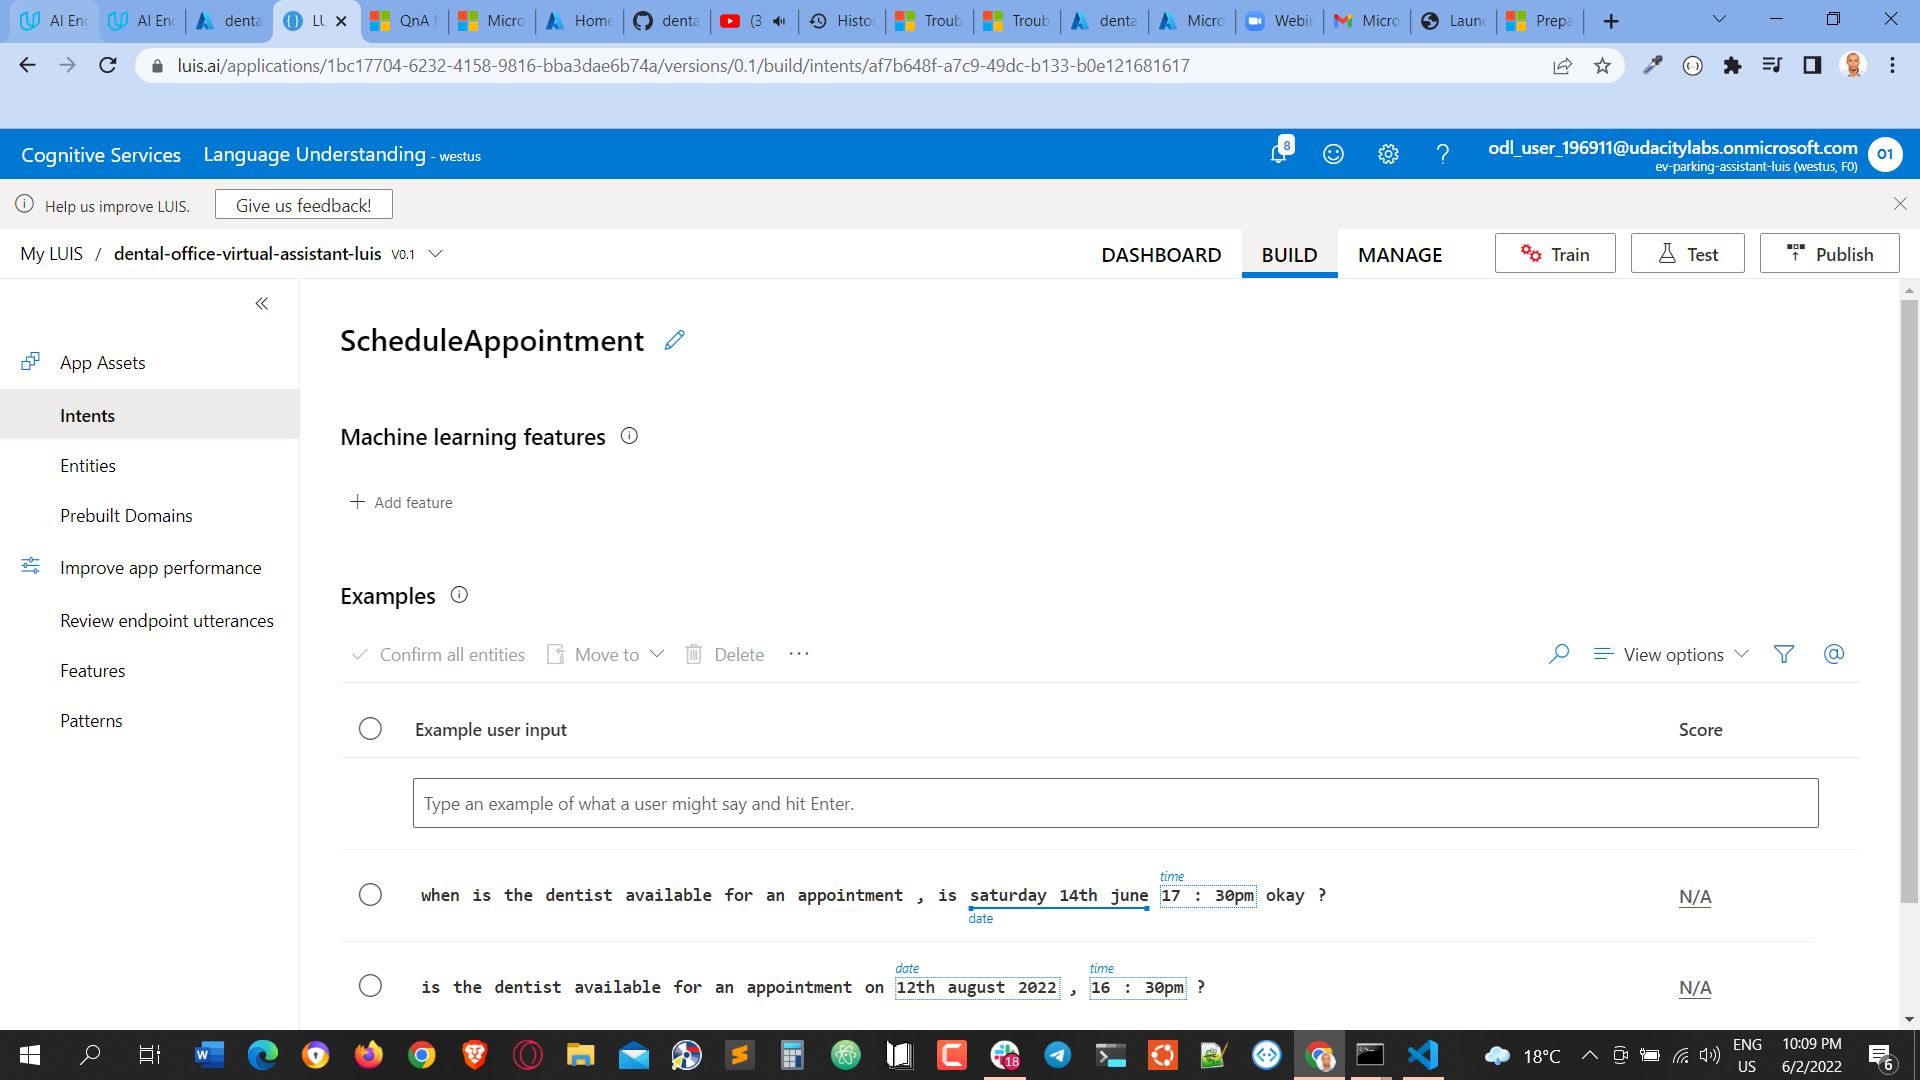 AI Eng
AI Eng
denta
LU
QnA M
Micro
Home
denta
(3
Histor
Troub
Troub
denta
Micro
Webin
Micro
Launc
Prepa
luis.ai/applications/1bc17704-6232-4158-9816-bba3dae6b74a/versions/0.1/build/intents/af7b648f-a7c9-49dc-b133-b0e121681617
Cognitive Services Language Understanding - westus
8
odl_user_196911@udacitylabs.onmicrosoft.com
ev-parking-assistant-luis (westus, F0)
O1
Help us improve LUIS. Give us feedback!
My LUIS / dental-office-virtual-assistant-luis V0.1
DASHBOARD BUILD MANAGE Train Test Publish
App Assets
Intents
Entities
Prebuilt Domains
Improve app performance
Review endpoint utterances
Features
Patterns
ScheduleAppointment
Machine learning features
+ Add feature
Examples
Confirm all entities Move to Delete ...
View options @
Example user input Score
Type an example of what a user might say and hit Enter.
time
when is the dentist available for an appointment , is saturday 14th june 17 : 30pm okay ? N/A
date
date time
is the dentist available for an appointment on 12th august 2022 , 16 : 30pm ? N/A
18
18°C
ENG
US
10:09 PM
6/2/2022
6